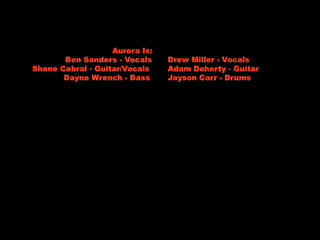 Aurora Is:
Ben Sanders - Vocals Drew Miller - Vocals
Shane Cabral - Guitar/Vocals Adam Doherty - Guitar
Dayne Wrench - Bass Jayson Carr - Drums